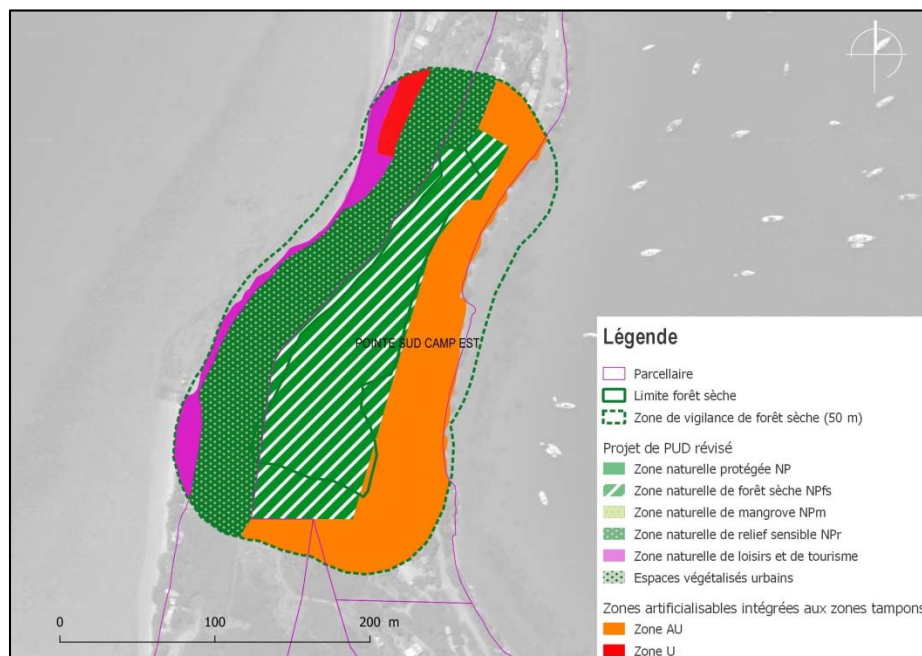 POINTE SUD CAMP EST
0 100 200 m
Légende
Parcellaire
Limite forêt sèche
Zone de vigilance de forêt sèche (50 m)
Projet de PUD révisé
Zone naturelle protégée NP
Zone naturelle de forêt sèche NPfs
Zone naturelle de mangrove NPm
Zone naturelle de relief sensible NPr
Zone naturelle de loisirs et de tourisme
Espaces végétalisés urbains
Zones artificialisables intégrées aux zones tampons
Zone AU
Zone U